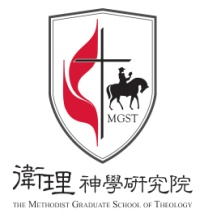 MGST
衛理神學研究院
THE METHODIST GRADUATE SCHOOL OF THEOLOGY